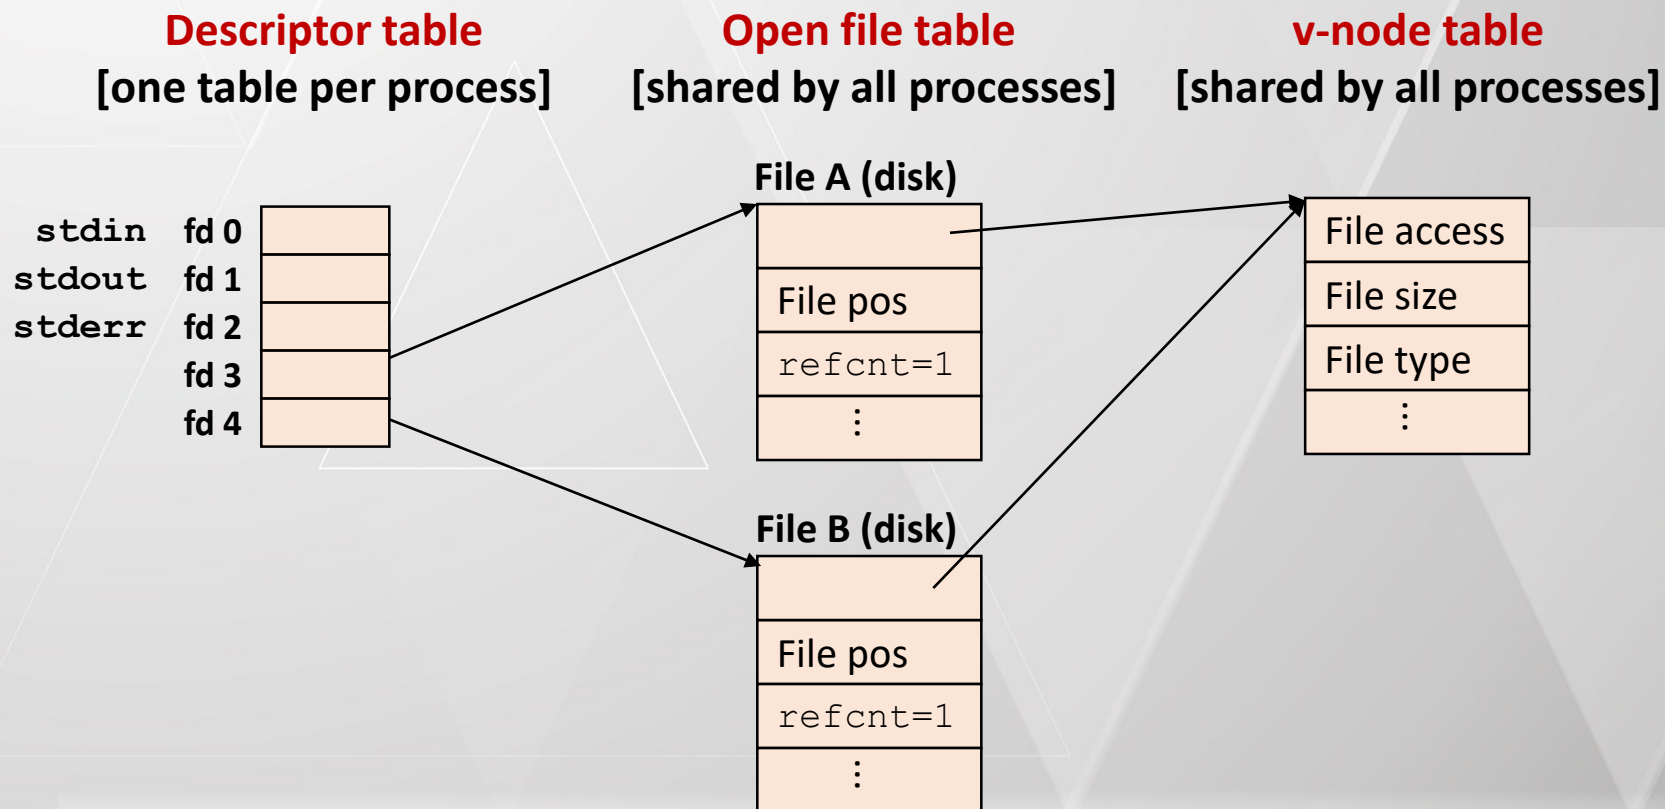 Descriptor table
[one table per process]
Open file table
[shared by all processes]
v-node table
[shared by all processes]
stdin fd 0
stdout fd 1
stderr fd 2
fd 3
fd 4
File A (disk)
File pos
refcnt=1
⋮
File B (disk)
File pos
refcnt=1
⋮
File access
File size
File type
⋮